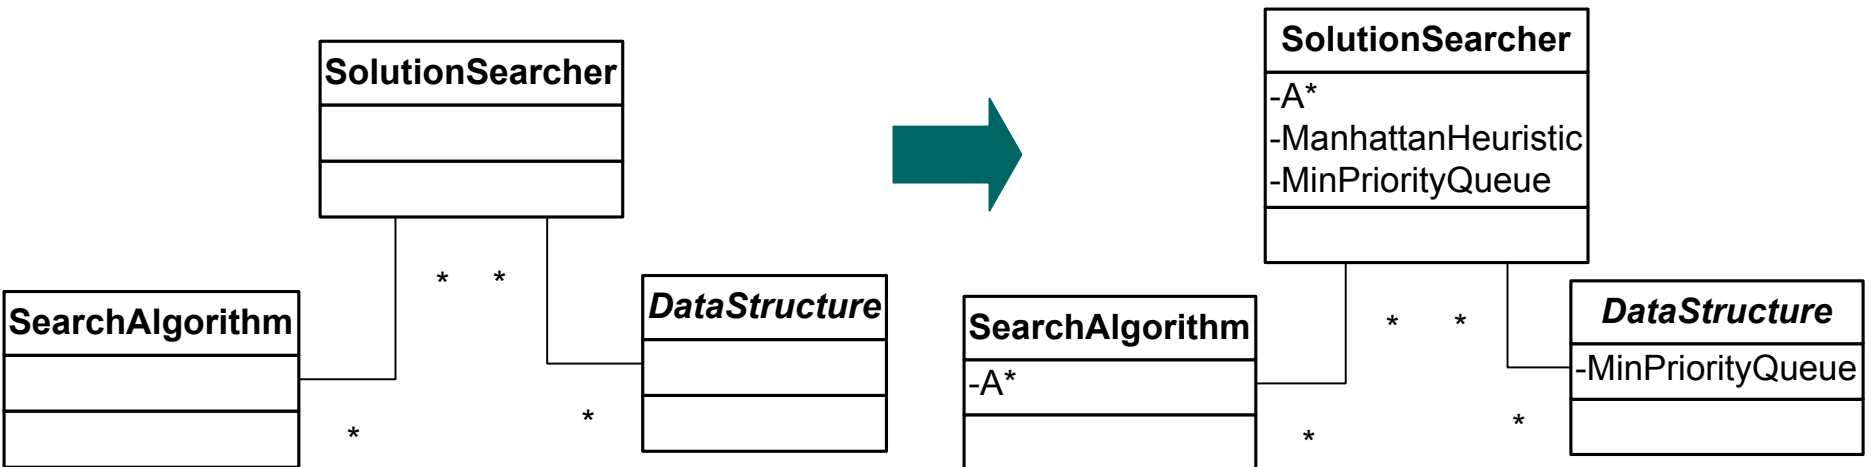 SolutionSearcher
* *
SearchAlgorithm
DataStructure
*
*
SolutionSearcher
-A*
-ManhattanHeuristic
-MinPriorityQueue
* *
SearchAlgorithm
-A*
DataStructure
-MinPriorityQueue
*
*